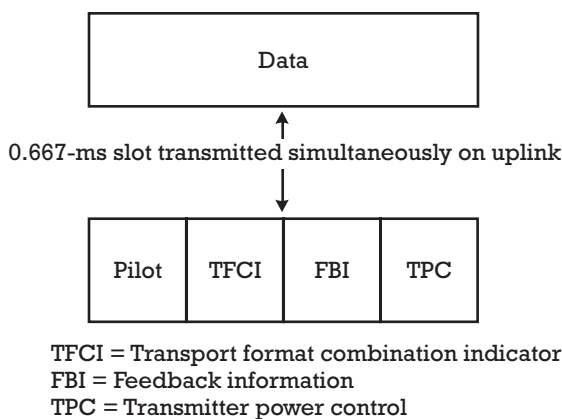 Data
0.667-ms slot transmitted simultaneously on uplink
Pilot TFCI FBI TPC
TFCI = Transport format combination indicator
FBI = Feedback information
TPC = Transmitter power control